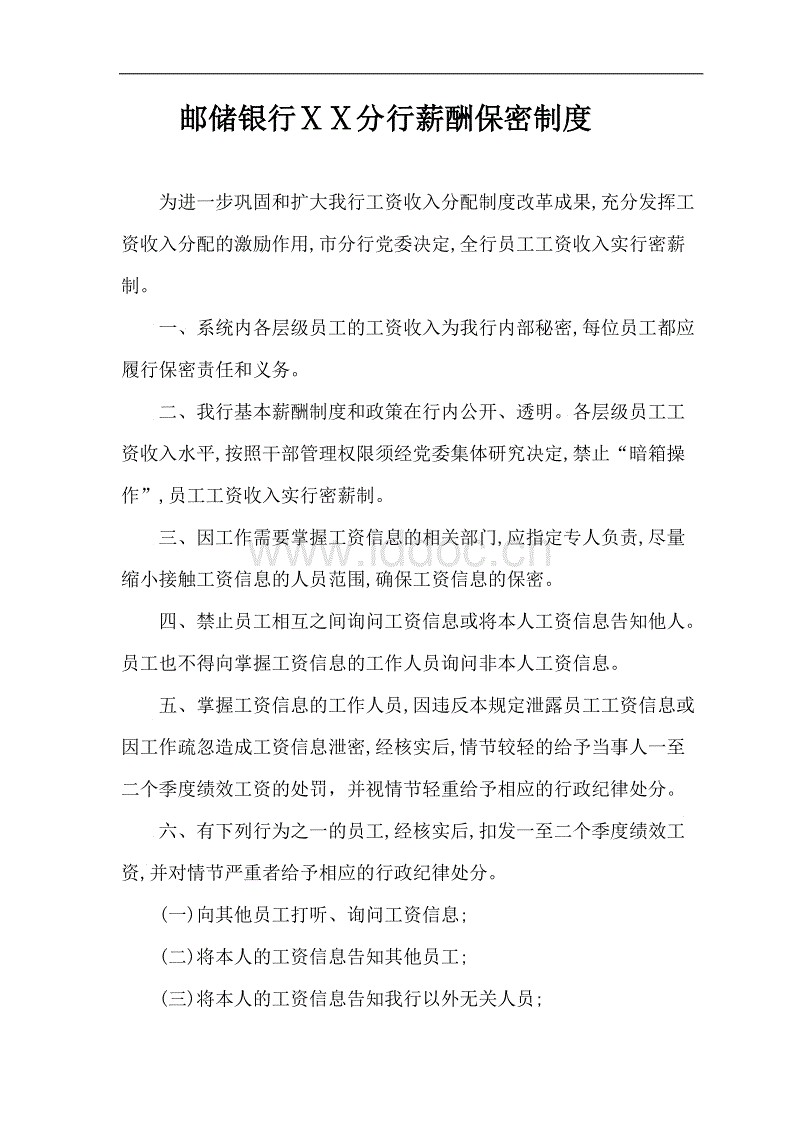 邮储银行ＸＸ分行薪酬保密制度
为进一步巩固和扩大我行工资收入分配制度改革成果,充分发挥工
资收入分配的激励作用,市分行党委决定,全行员工工资收入实行密薪
制。
一、系统内各层级员工的工资收入为我行内部秘密,每位员工都应
履行保密责任和义务。
二、我行基本薪酬制度和政策在行内公开、透明。各层级员工工
资收入水平,按照干部管理权限须经党委集体研究决定,禁止“暗箱操
作”,员工工资收入实行密薪制。
三、因工作需要掌握工资信息的相关部门,应指定专人负责,尽量
缩小接触工资信息的人员范围,确保工资信息的保密。
www.iddoc.cn
四、禁止员工相互之间询问工资信息或将本人工资信息告知他人。
员工也不得向掌握工资信息的工作人员询问非本人工资信息。
五、掌握工资信息的工作人员,因违反本规定泄露员工工资信息或
因工作疏忽造成工资信息泄密,经核实后,情节较轻的给予当事人一至
二个季度绩效工资的处罚，并视情节轻重给予相应的行政纪律处分。
六、有下列行为之一的员工,经核实后,扣发一至二个季度绩效工
资,并对情节严重者给予相应的行政纪律处分。
(一)向其他员工打听、询问工资信息;
(二)将本人的工资信息告知其他员工;
(三)将本人的工资信息告知我行以外无关人员;